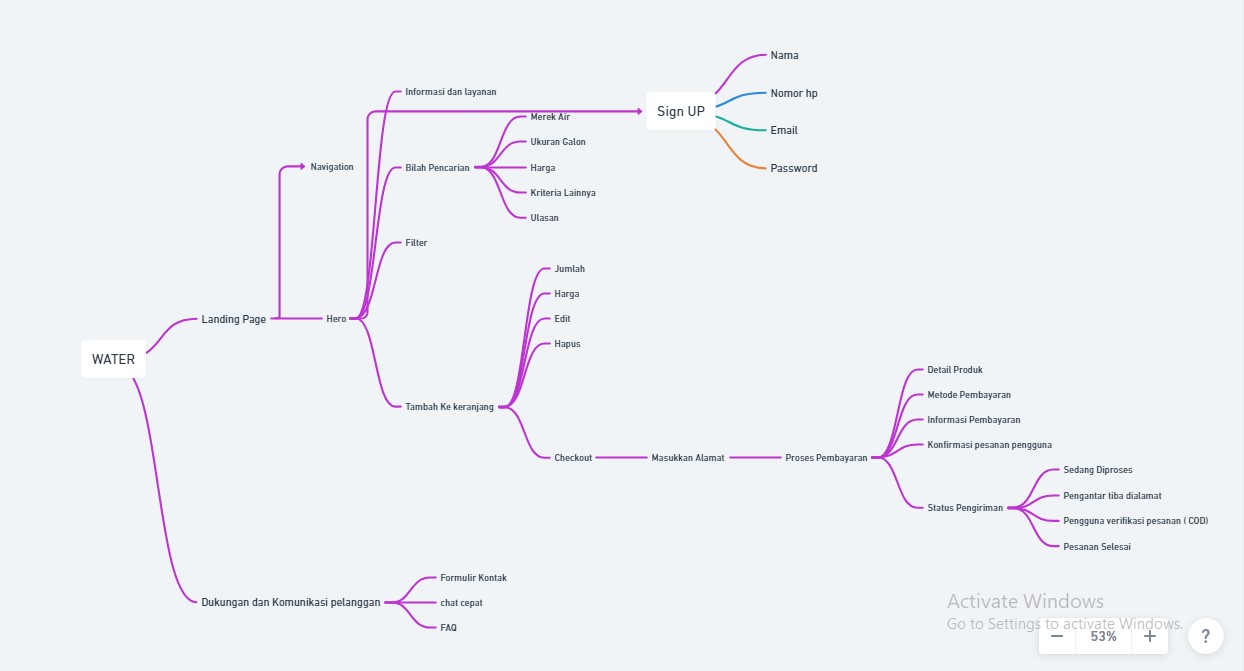 Nama
Nomor hp
Email
Password
Sign UP
Informasi dan layanan
Merek Air
Ukuran Galon
Harga
Kriteria Lainnya
Ulasan
Bilah Pencarian
Navigation
Filter
Jumlah
Harga
Edit
Hapus
Landing Page
Hero
WATER
Tambah Ke keranjang
Checkout
Masukkan Alamat
Proses Pembayaran
Detail Produk
Metode Pembayaran
Informasi Pembayaran
Konfirmasi pesanan pengguna
Status Pengiriman
Sedang Diproses
Pengantar tiba dialamat
Pengguna verifikasi pesanan ( COD)
Pesanan Selesai
Dukungan dan Komunikasi pelanggan
Formulir Kontak
chat cepat
FAQ
Activate Windows
Go to Settings to activate Windows.
− 53% + ?